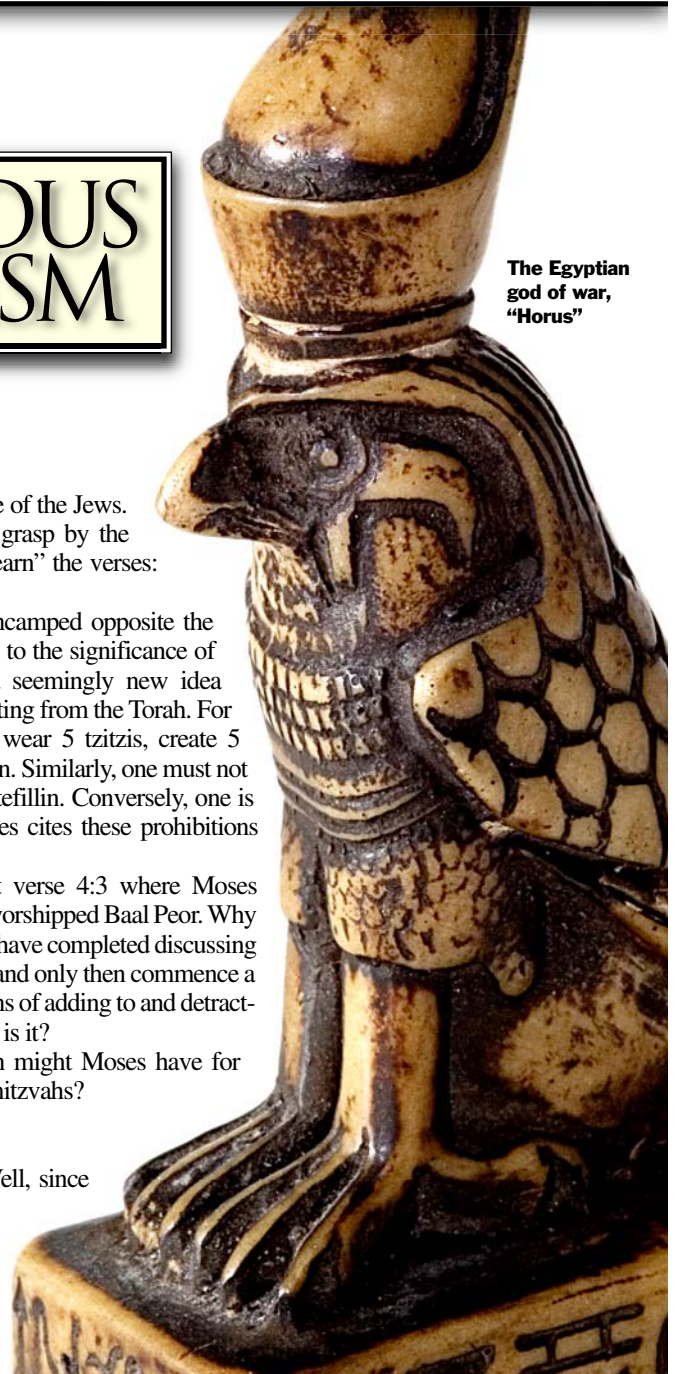 OUS
SM
The Egyptian
god of war,
“Horus”
e of the Jews.
grasp by the
earn” the verses:
ncamped opposite the
to the significance of
seemingly new idea
ting from the Torah. For
wear 5 tzitzis, create 5
n. Similarly, one must not
tefillin. Conversely, one is
es cites these prohibitions
t verse 4:3 where Moses
worshipped Baal Peor. Why
have completed discussing
and only then commence a
ns of adding to and detract-
is it?
n might Moses have for
nitzvahs?
ell, since